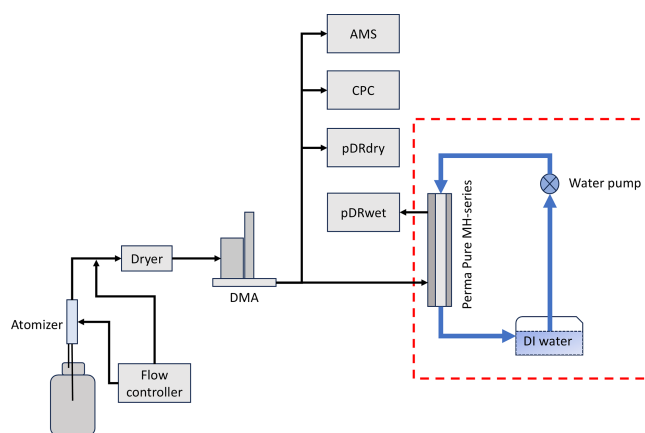 AMS
CPC
pDRdry
pDRwet
Perma Pure MH-series
Water pump
Dryer
DMA
Atomizer
Flow
controller
DI water